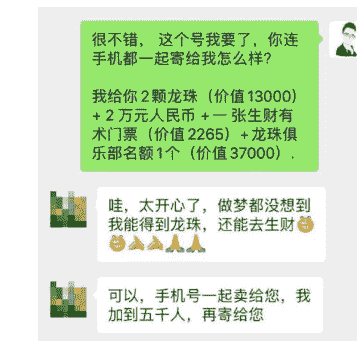 很不错， 这个号我要了，你连
手机都一起寄给我怎么样？
我给你2颗龙珠（价值13000）
+ 2 万元人民币 + 一 张生财有
术门票（价值2265）+龙珠俱
乐部名额1个（价值37000）.
哇，太开心了，做梦都没想到
我能得到龙珠，还能去生财
可以，手机号一起卖给您，我
加到五千人，再寄给您